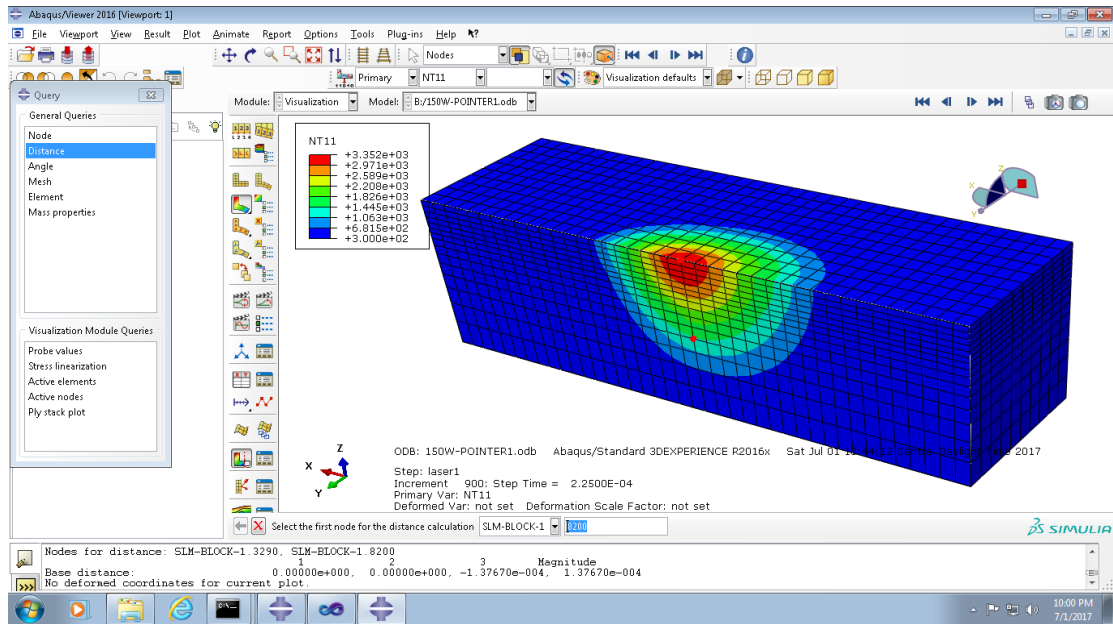 Abaqus/Viewer 2016 [Viewport: 1]
File Viewport View Result Plot Animate Report Options Tools Plug-ins Help
Nodes
Primary NT11 Visualization defaults
Module: Visualization Model: B:/150W-POINTER1.odb
Query
General Queries
Node
Distance
Angle
Mesh
Element
Mass properties
Visualization Module Queries
Probe values
Stress linearization
Active elements
Active nodes
Ply stack plot
NT11
+3.352e+03
+2.971e+03
+2.589e+03
+2.208e+03
+1.826e+03
+1.445e+03
+1.063e+03
+6.815e+02
+3.000e+02
Z
X
Y
Z
X
Y
ODB: 150W-POINTER1.odb Abaqus/Standard 3DEXPERIENCE R2016x Sat Jul 01 2017
Step: laser1
Increment 900: Step Time = 2.2500E-04
Primary Var: NT11
Deformed Var: not set Deformation Scale Factor: not set
Select the first node for the distance calculation SLM-BLOCK-1 8200
SIMULIA
Nodes for distance: SLM-BLOCK-1.3290, SLM-BLOCK-1.8200
1 2 3 Magnitude
Base distance: 0.00000e+000, 0.00000e+000, -1.37670e-004, 1.37670e-004
No deformed coordinates for current plot.
10:00 PM
7/1/2017